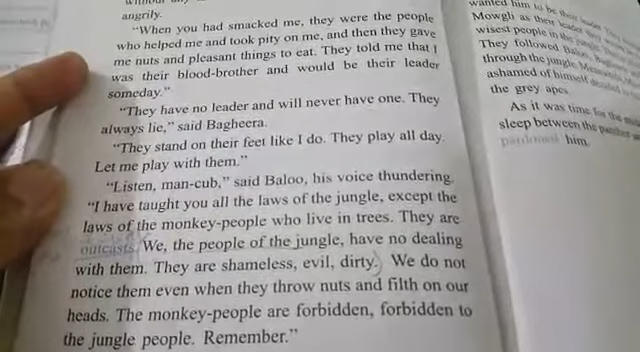 angrily.
"When you had smacked me, they were the people
who helped me and took pity on me, and then they gave
me nuts and pleasant things to eat. They told me that I
was their blood-brother and would be their leader
someday."
"They have no leader and will never have one. They
always lie," said Bagheera.
"They stand on their feet like I do. They play all day.
Let me play with them."
"Listen, man-cub," said Baloo, his voice thundering.
"I have taught you all the laws of the jungle, except the
laws of the monkey-people who live in trees. They are
outcasts. We, the people of the jungle, have no dealing
with them. They are shameless, evil, dirty. We do not
notice them even when they throw nuts and filth on our
heads. The monkey-people are forbidden, forbidden to
the jungle people. Remember."
wanted him to be their leader. They
Mowgli as their leader they
wisest people in the jungle.
They followed Baloo,
through the jungle
ashamed of himself
the grey apes.
As it was time for the
sleep between the panther
pardoned him.